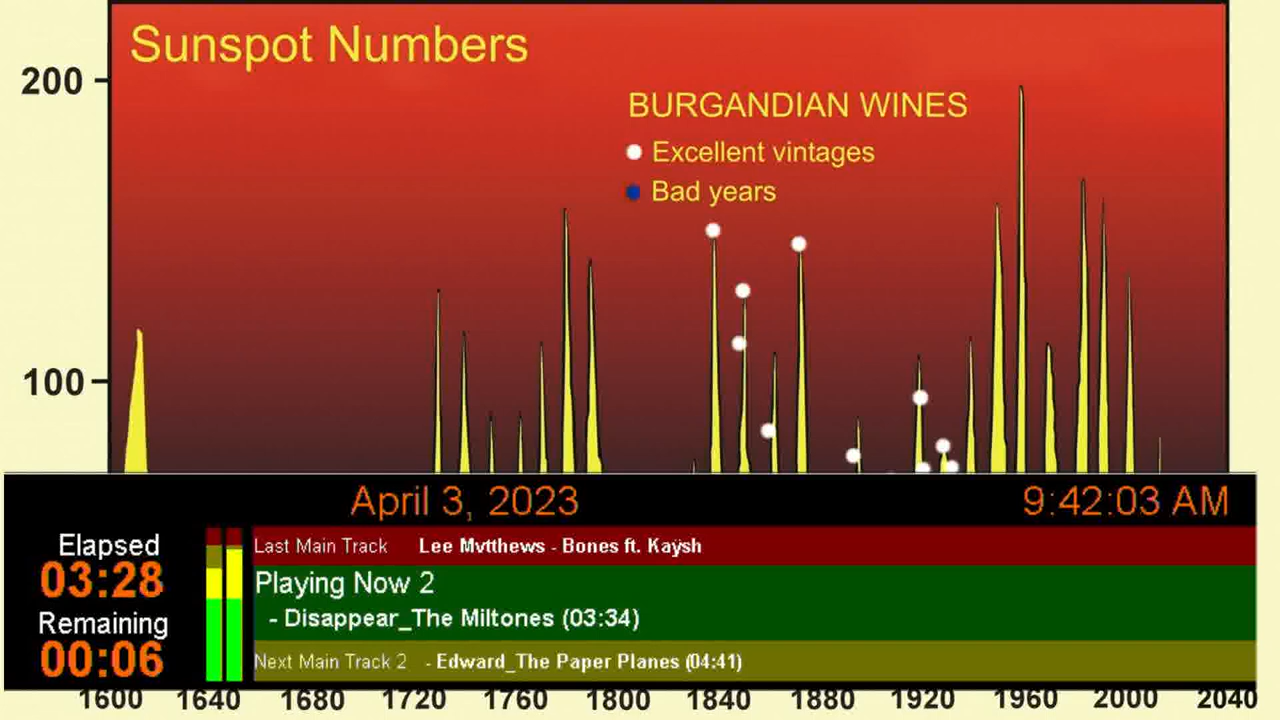 Sunspot Numbers
200
BURGANDIAN WINES
Excellent vintages
Bad years
100
April 3, 2023 9:42:03 AM
Elapsed
03:28
Remaining
00:06
Last Main Track Lee Mvtthews - Bones ft. Kaÿsh
Playing Now 2
- Disappear_The Miltones (03:34)
Next Main Track 2 - Edward_The Paper Planes (04:41)
1600 1640 1680 1720 1760 1800 1840 1880 1920 1960 2000 2040